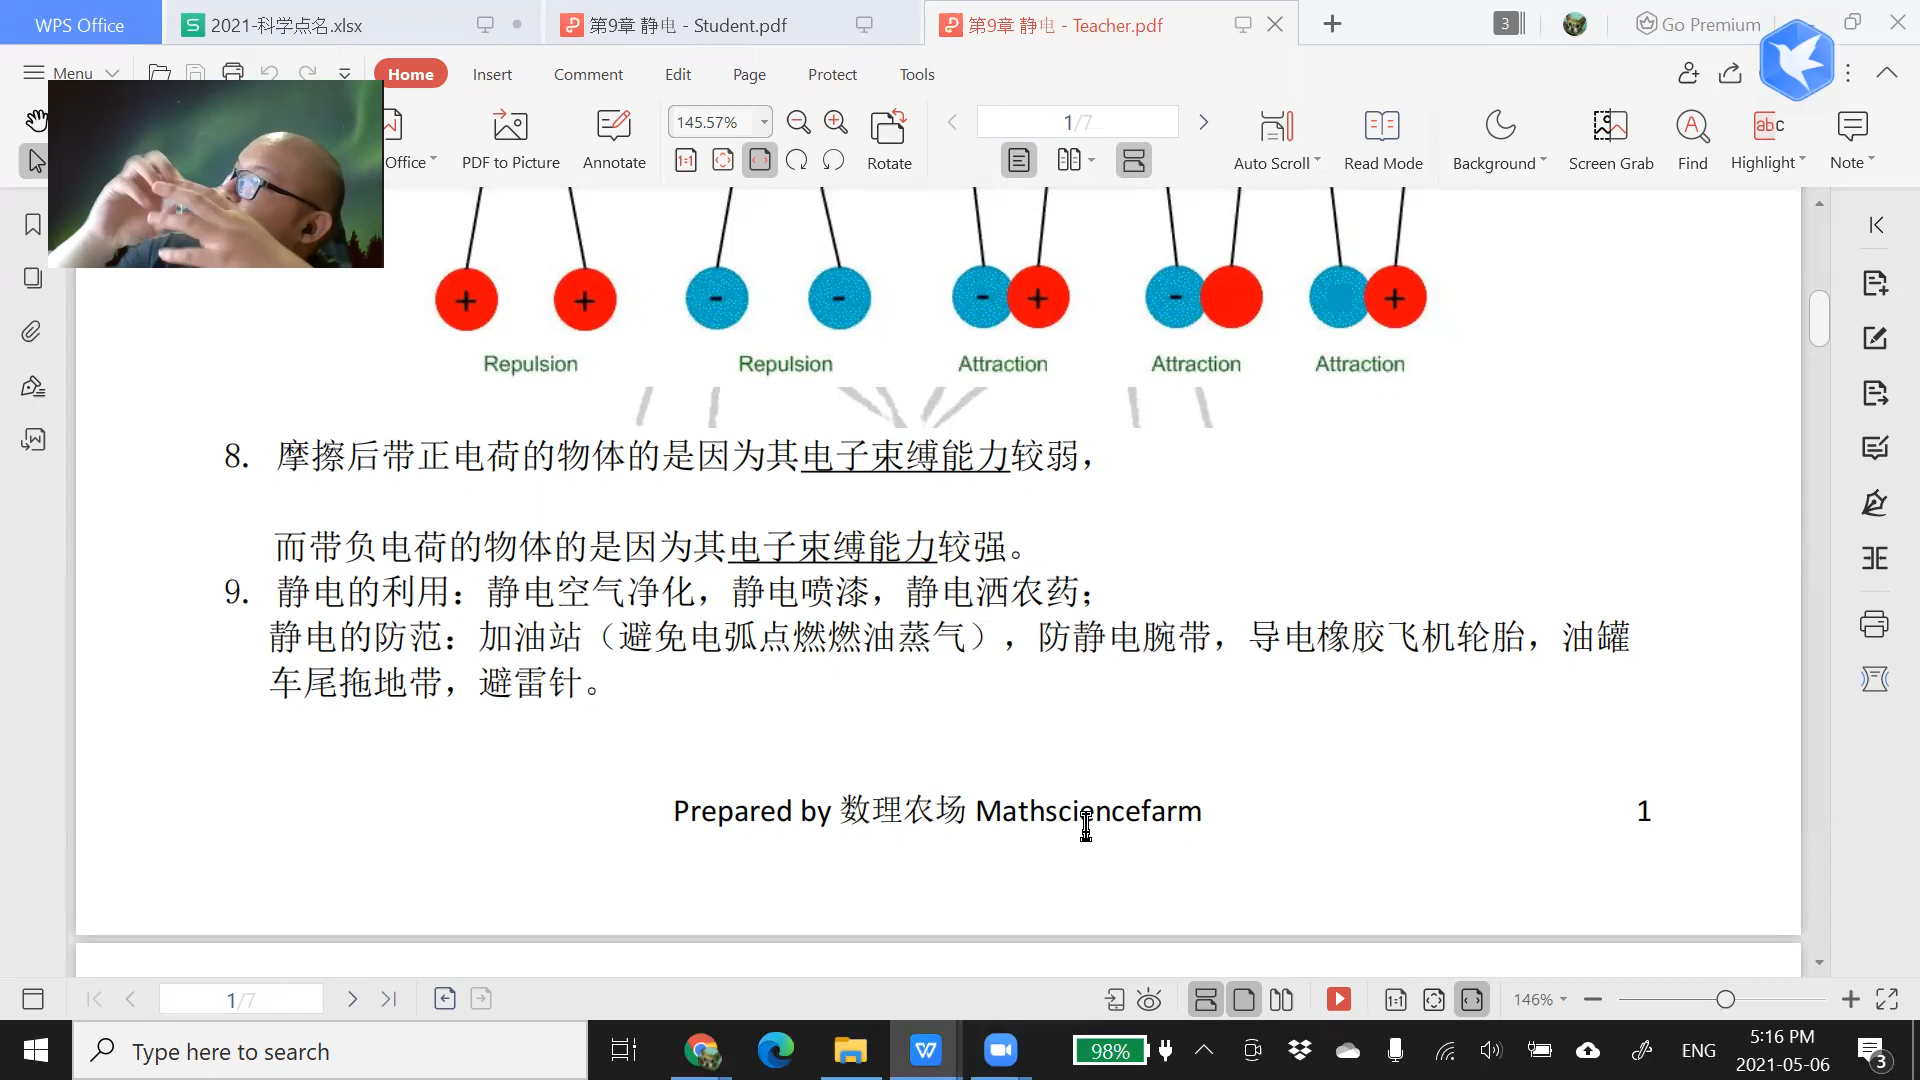 WPS Office
2021-科学点名.xlsx
第9章 静电 - Student.pdf
第9章 静电 - Teacher.pdf
3
Go Premium
Menu
Home
Insert
Comment
Edit
Page
Protect
Tools
Office
PDF to Picture
Annotate
145.57%
Rotate
1/7
Auto Scroll
Read Mode
Background
Screen Grab
Find
Highlight
Note
+ + - - - + - +
Repulsion
Repulsion
Attraction
Attraction
Attraction
8. 摩擦后带正电荷的物体的是因为其电子束缚能力较弱，
而带负电荷的物体的是因为其电子束缚能力较强。
9. 静电的利用：静电空气净化，静电喷漆，静电洒农药；
静电的防范：加油站（避免电弧点燃燃油蒸气），防静电腕带，导电橡胶飞机轮胎，油罐
车尾拖地带，避雷针。
Prepared by 数理农场 Mathsciencefarm
1
1/7
146%
Type here to search
98%
ENG
5:16 PM
2021-05-06
3